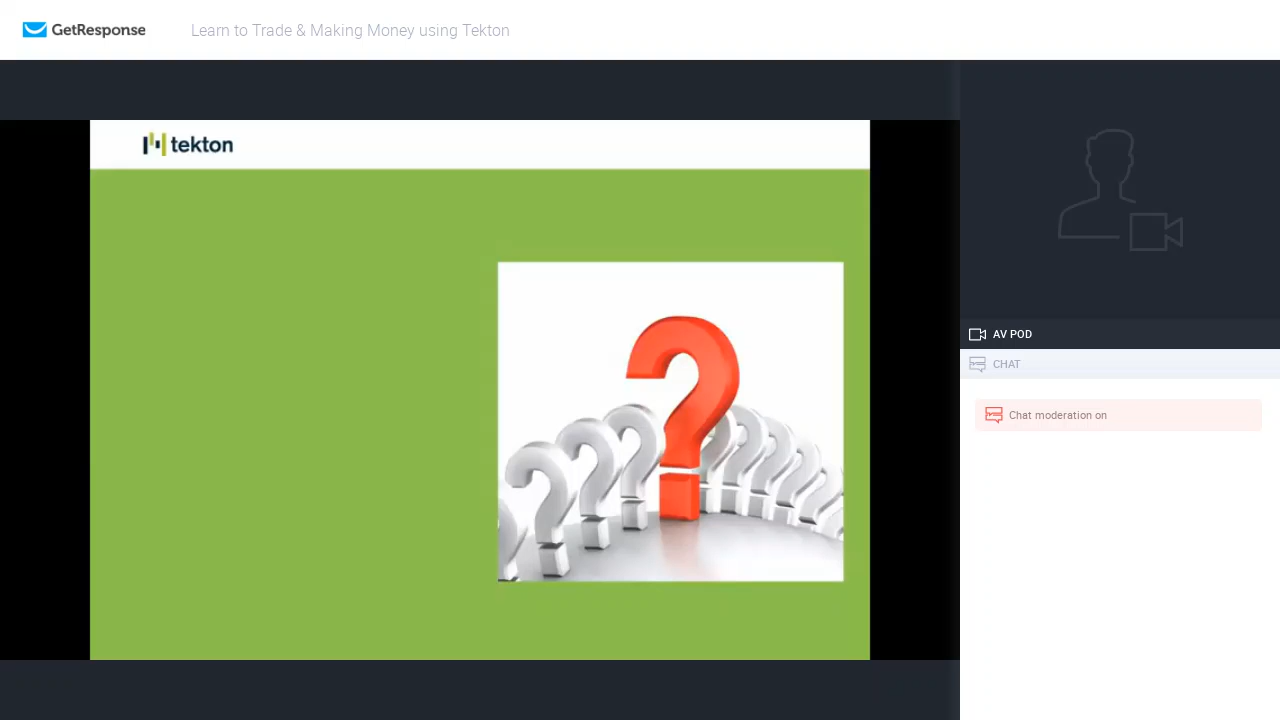 GetResponse
Learn to Trade & Making Money using Tekton
tekton
AV POD
CHAT
Chat moderation on